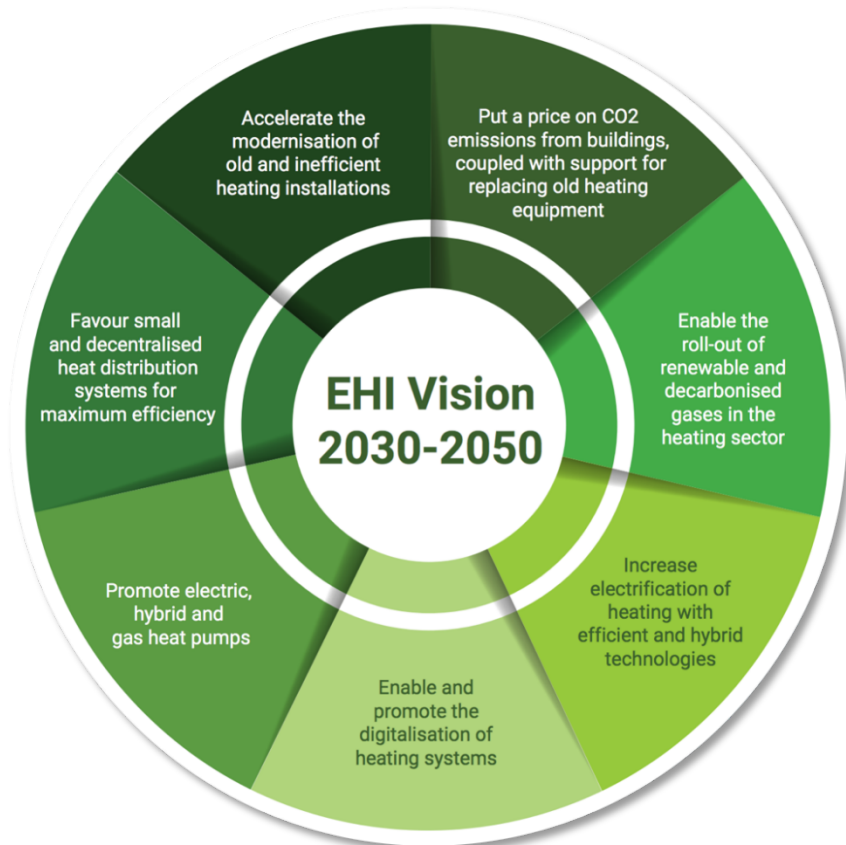 Accelerate the
modernisation of
old and inefficient
heating installations
Put a price on CO2
emissions from buildings,
coupled with support for
replacing old heating
equipment
Enable the
roll-out of
renewable and
decarbonised
gases in the
heating sector
Increase
electrification of
heating with
efficient and hybrid
technologies
Enable and
promote the
digitalisation of
heating systems
Promote electric,
hybrid and
gas heat pumps
Favour small
and decentralised
heat distribution
systems for
maximum efficiency
EHI Vision
2030-2050